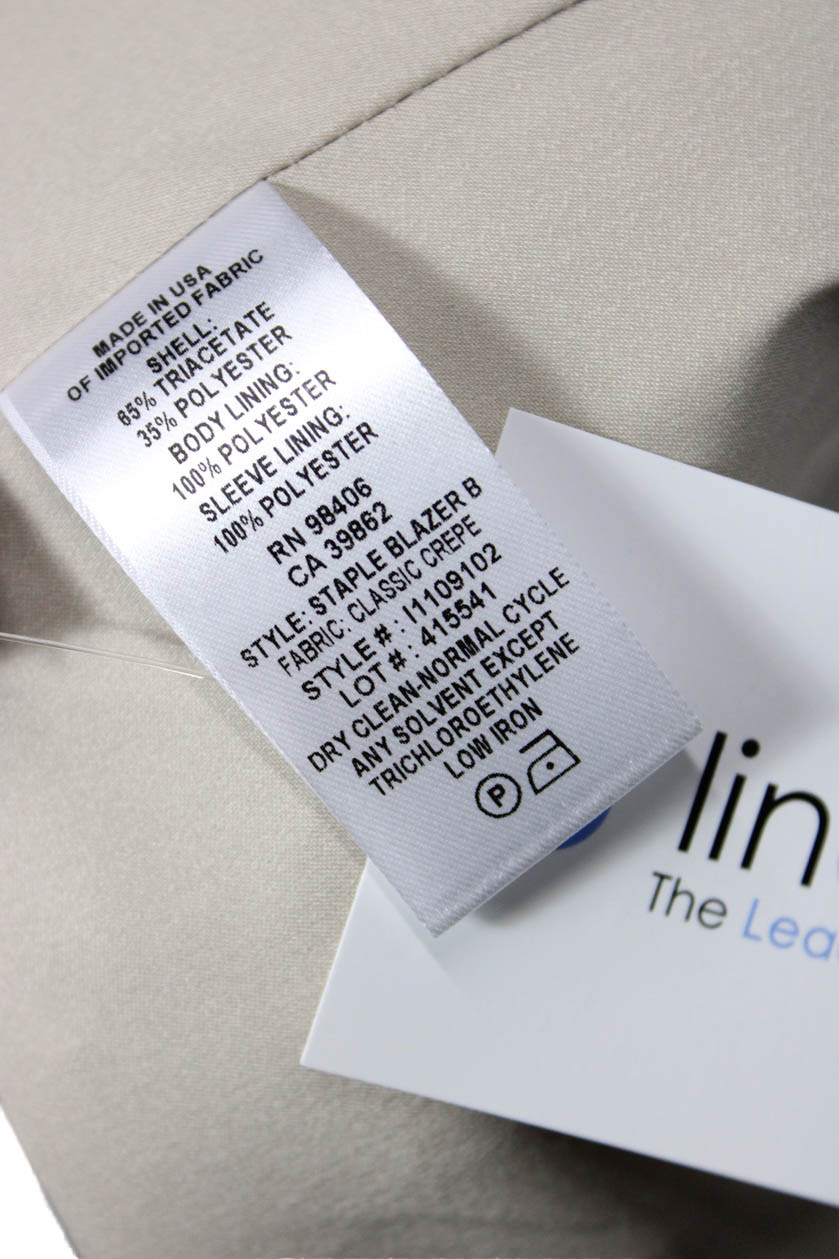 MADE IN USA
OF IMPORTED FABRIC
SHELL:
65% TRIACETATE
35% POLYESTER
BODY LINING:
100% POLYESTER
SLEEVE LINING:
100% POLYESTER
RN 98406
CA 39862
STYLE: STAPLE BLAZER B
FABRIC: CLASSIC CREPE
STYLE # : I1109102
LOT # : 415541
DRY CLEAN-NORMAL CYCLE
ANY SOLVENT EXCEPT
TRICHLOROETHYLENE
LOW IRON
P
lin
The Lea